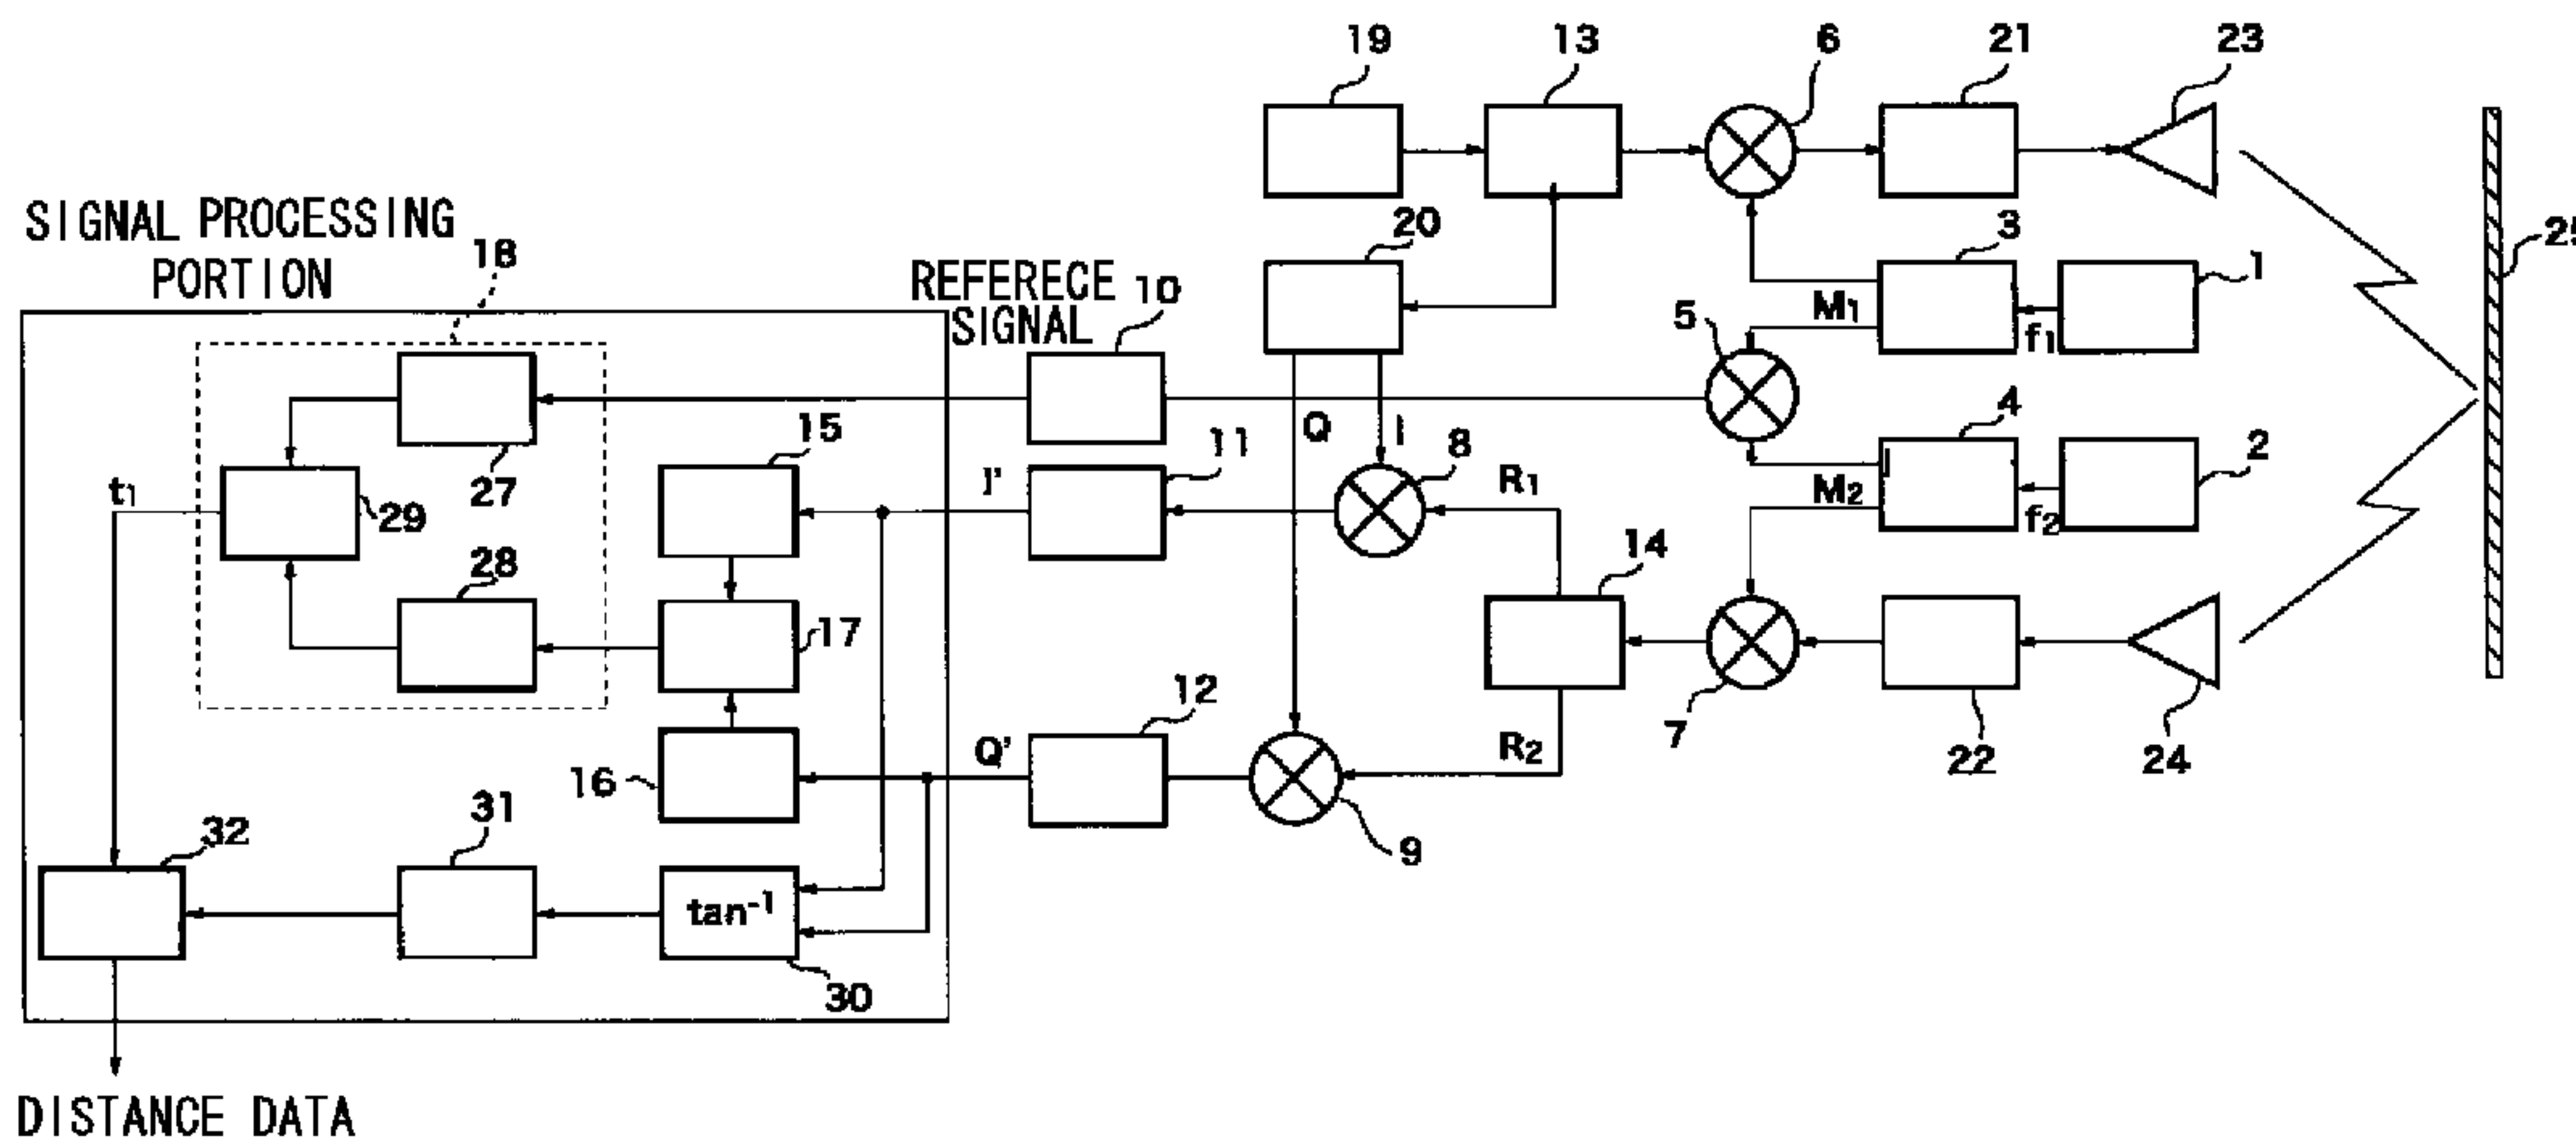 19
13
6
21
23
SIGNAL PROCESSING
PORTION
18
REFERECE
SIGNAL
10
20
3
1
25
M1
f1
5
15
Q
I
8
4
2
27
11
I'
R1
M2
f2
t1
29
28
17
14
12
7
22
24
16
Q'
R2
9
32
31
tan-1
30
DISTANCE DATA